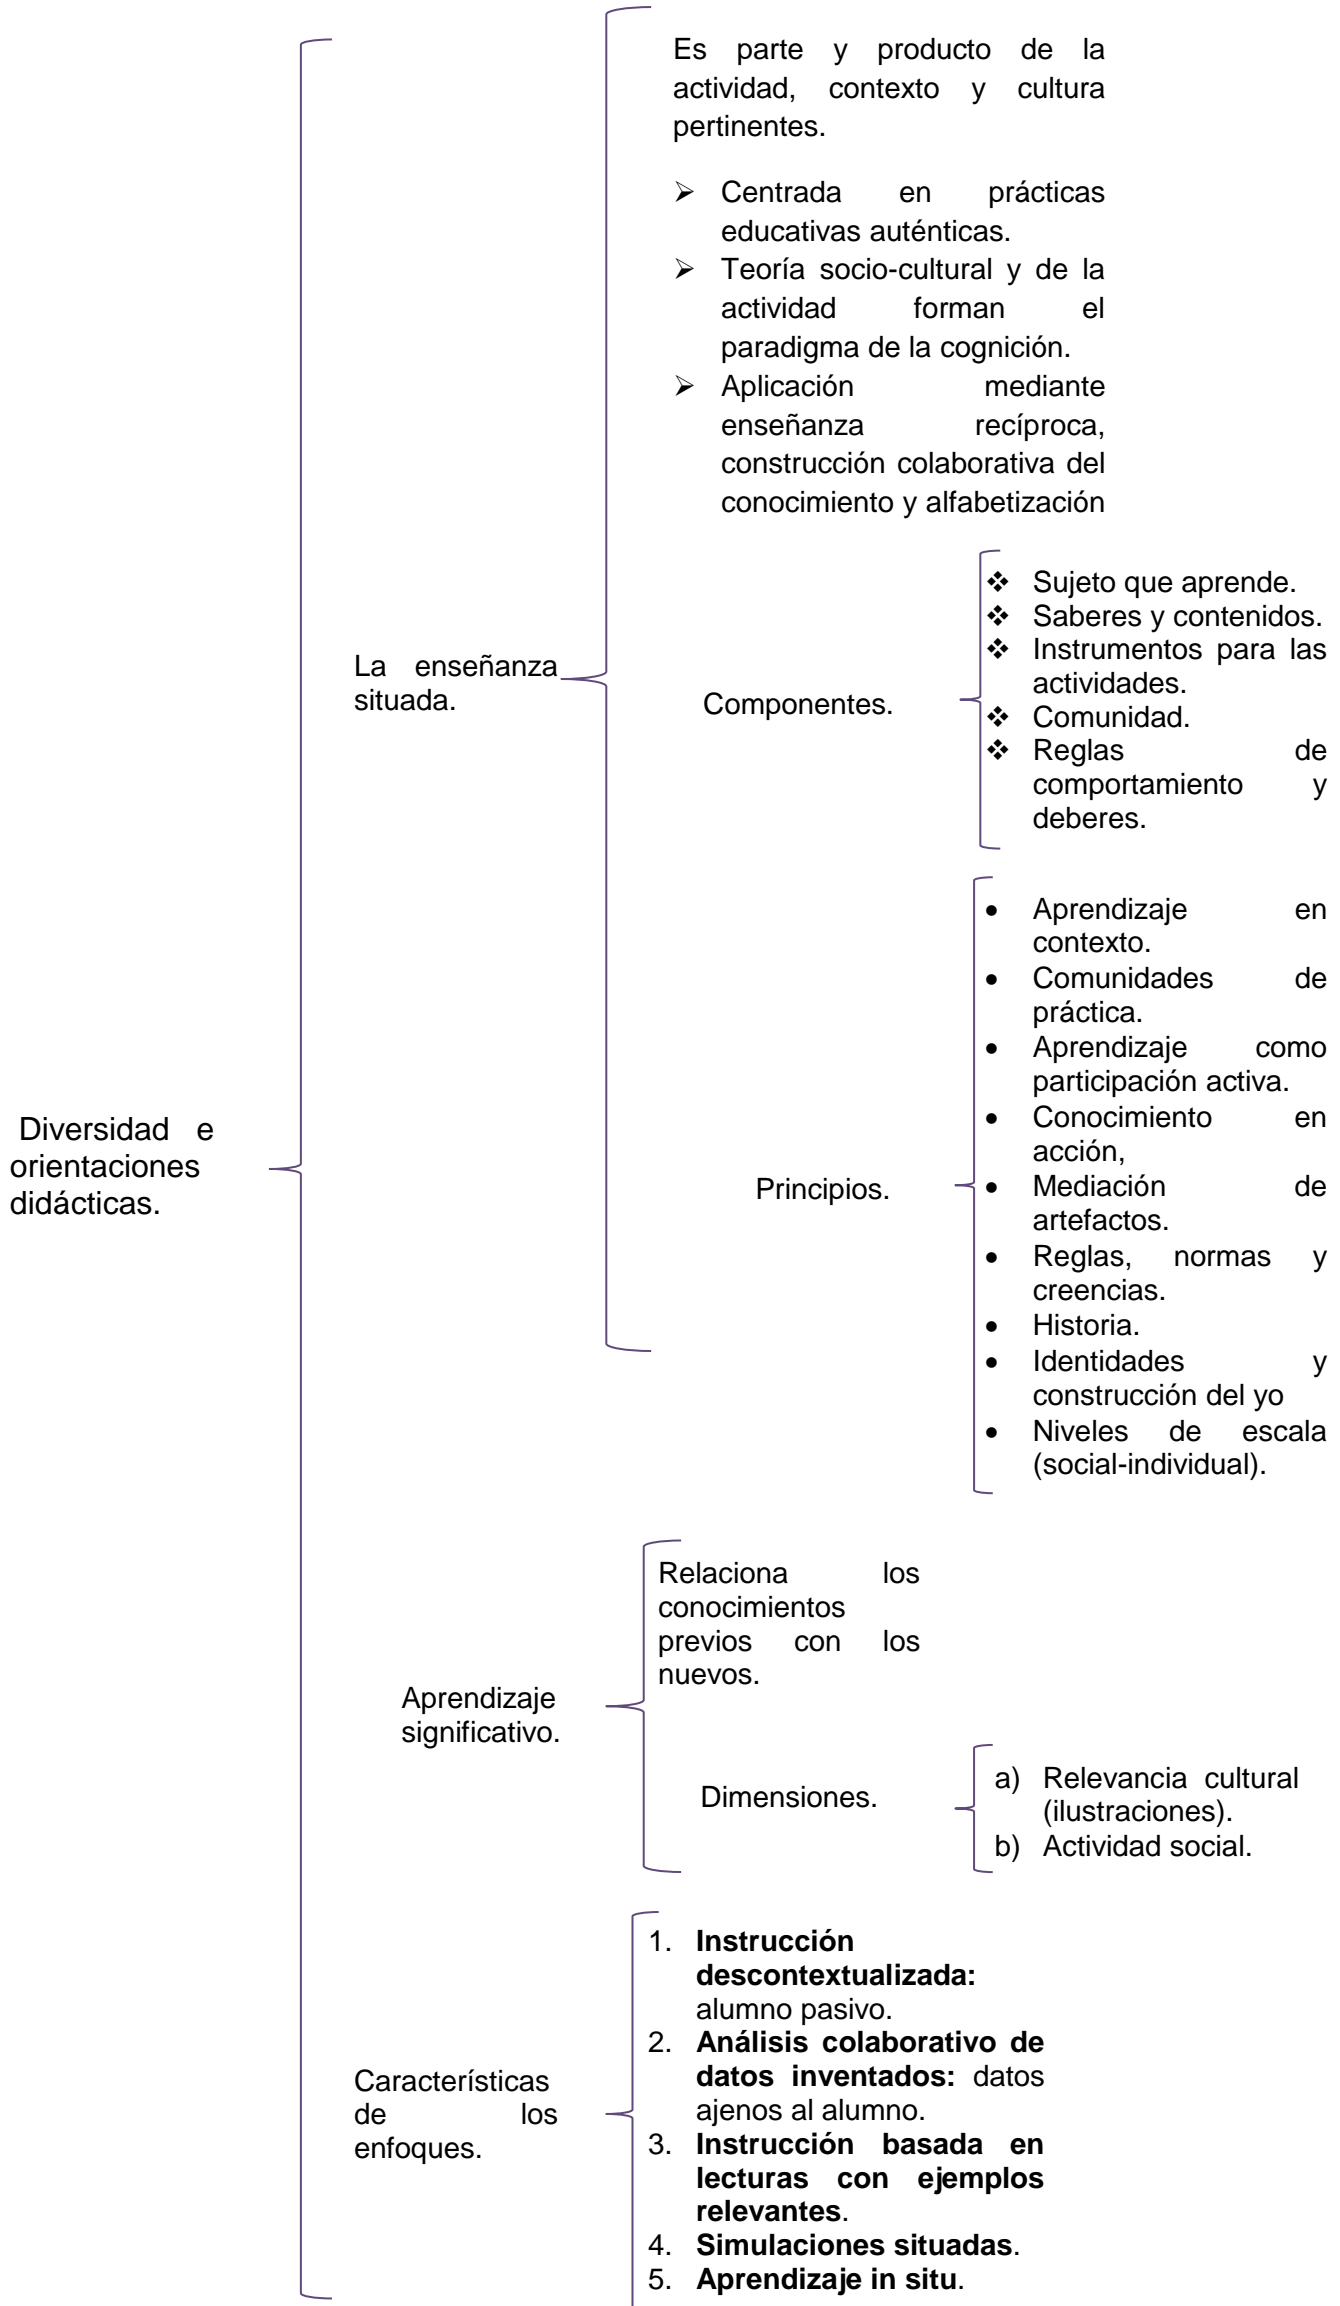 Diversidad e
orientaciones
didácticas.
La enseñanza
situada.
Es parte y producto de la
actividad, contexto y cultura
pertinentes.
➢ Centrada en prácticas
educativas auténticas.
➢ Teoría socio-cultural y de la
actividad forman el
paradigma de la cognición.
➢ Aplicación mediante
enseñanza recíproca,
construcción colaborativa del
conocimiento y alfabetización
Componentes.
❖ Sujeto que aprende.
❖ Saberes y contenidos.
❖ Instrumentos para las
actividades.
❖ Comunidad.
❖ Reglas de
comportamiento y
deberes.
Principios.
• Aprendizaje en
contexto.
• Comunidades de
práctica.
• Aprendizaje como
participación activa.
• Conocimiento en
acción,
• Mediación de
artefactos.
• Reglas, normas y
creencias.
• Historia.
• Identidades y
construcción del yo
• Niveles de escala
(social-individual).
Aprendizaje
significativo.
Relaciona los
conocimientos
previos con los
nuevos.
Dimensiones.
a) Relevancia cultural
(ilustraciones).
b) Actividad social.
Características
de los
enfoques.
1. Instrucción
descontextualizada:
alumno pasivo.
2. Análisis colaborativo de
datos inventados: datos
ajenos al alumno.
3. Instrucción basada en
lecturas con ejemplos
relevantes.
4. Simulaciones situadas.
5. Aprendizaje in situ.